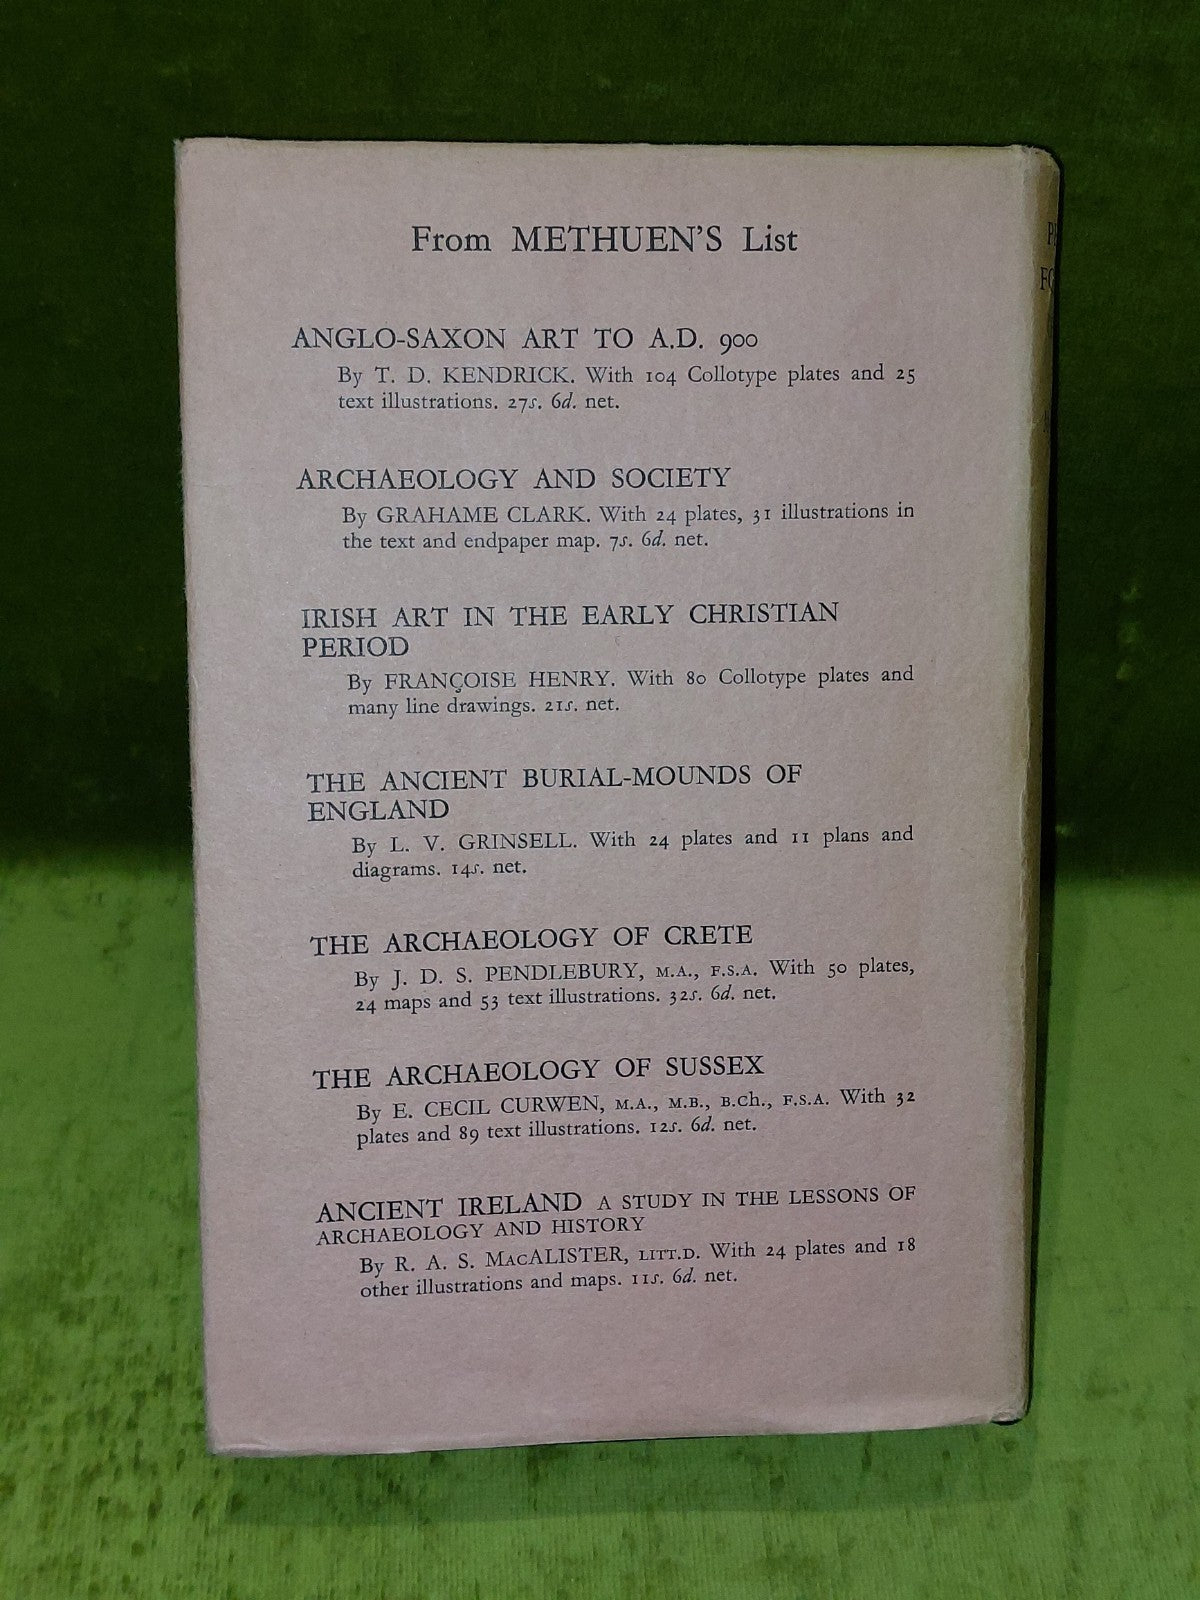 From METHUEN'S List
ANGLO-SAXON ART TO A.D. 900
By T. D. KENDRICK. With 104 Collotype plates and 25
text illustrations. 27s. 6d. net.
ARCHAEOLOGY AND SOCIETY
By GRAHAME CLARK. With 24 plates, 31 illustrations in
the text and endpaper map. 7s. 6d. net.
IRISH ART IN THE EARLY CHRISTIAN
PERIOD
By FRANÇOISE HENRY. With 80 Collotype plates and
many line drawings. 21s. net.
THE ANCIENT BURIAL-MOUNDS OF
ENGLAND
By L. V. GRINSELL. With 24 plates and 11 plans and
diagrams. 14s. net.
THE ARCHAEOLOGY OF CRETE
By J. D. S. PENDLEBURY, M.A., F.S.A. With 50 plates,
24 maps and 53 text illustrations. 32s. 6d. net.
THE ARCHAEOLOGY OF SUSSEX
By E. CECIL CURWEN, M.A., M.B., B.Ch., F.S.A. With 32
plates and 89 text illustrations. 12s. 6d. net.
ANCIENT IRELAND A STUDY IN THE LESSONS OF
ARCHAEOLOGY AND HISTORY
By R. A. S. MACALISTER, LITT.D. With 24 plates and 18
other illustrations and maps. 11s. 6d. net.